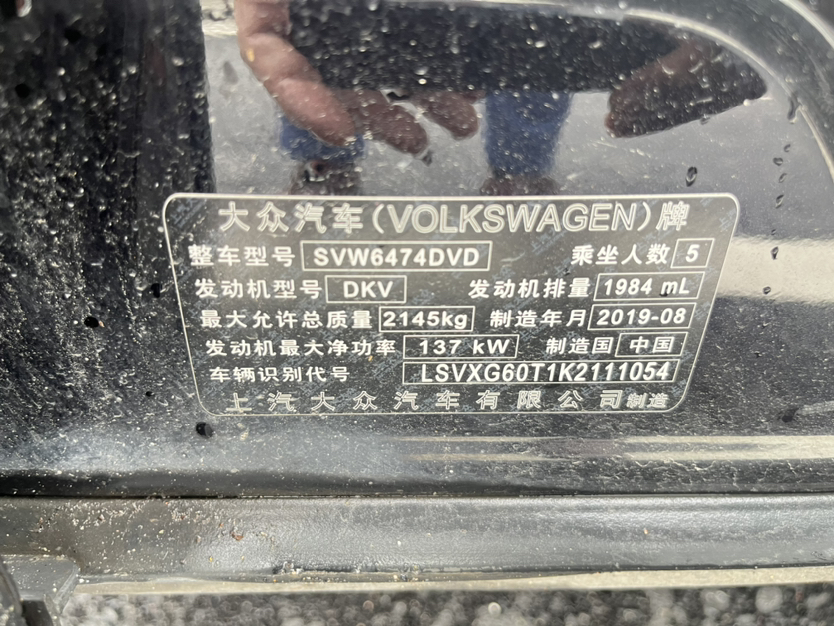 大众汽车(VOLKSWAGEN)牌
整车型号 SVW6474DVD 乘坐人数 5
发动机型号 DKV 发动机排量 1984 mL
最大允许总质量 2145kg 制造年月 2019-08
发动机最大净功率 137 kW 制造国 中国
车辆识别代号 LSVXG60T1K2111054
上汽大众汽车有限公司制造